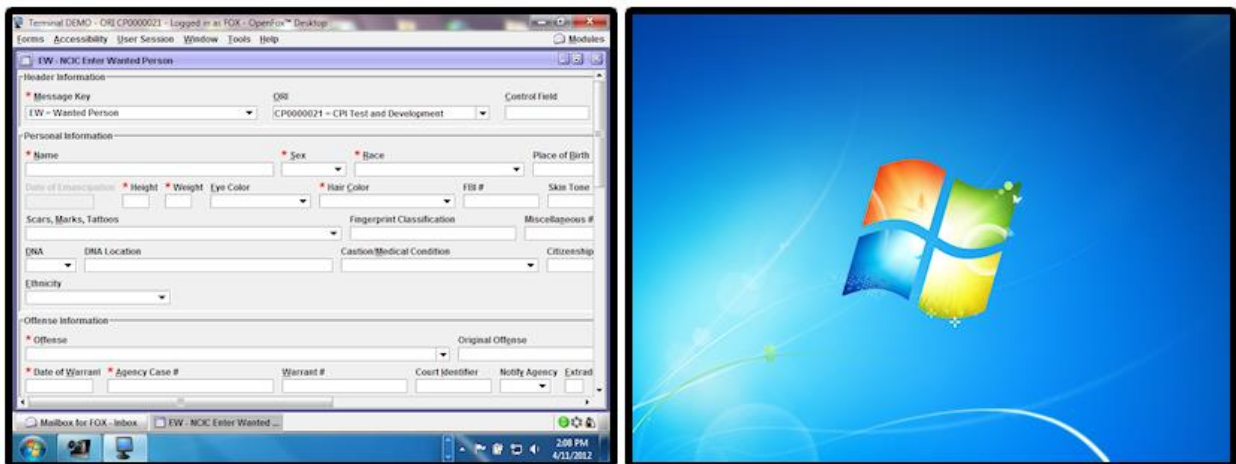 Terminal DEMO - ORI CP0000021 - Logged in as FOX - OpenFox™ Desktop
Forms Accessibility User Session Window Tools Help Modules
EW - NCIC Enter Wanted Person
Header Information
* Message Key ORI Control Field
EW – Wanted Person CP0000021 – CPI Test and Development
Personal Information
* Name * Sex * Race Place of Birth
Date of Emancipation * Height * Weight Eye Color * Hair Color FBI # Skin Tone
Scars, Marks, Tattoos Fingerprint Classification Miscellaneous #
DNA DNA Location Caution/Medical Condition Citizenship
Ethnicity
Offense Information
* Offense Original Offense
* Date of Warrant * Agency Case # Warrant # Court Identifier Notify Agency Extrad
Mailbox for FOX - Inbox EW - NCIC Enter Wanted ...
2:08 PM
4/11/2012